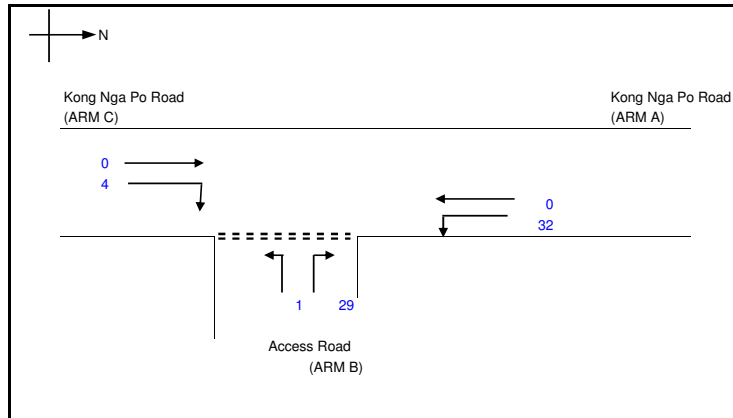 N
Kong Nga Po Road
(ARM C)
Kong Nga Po Road
(ARM A)
0
4
0
32
1 29
Access Road
(ARM B)